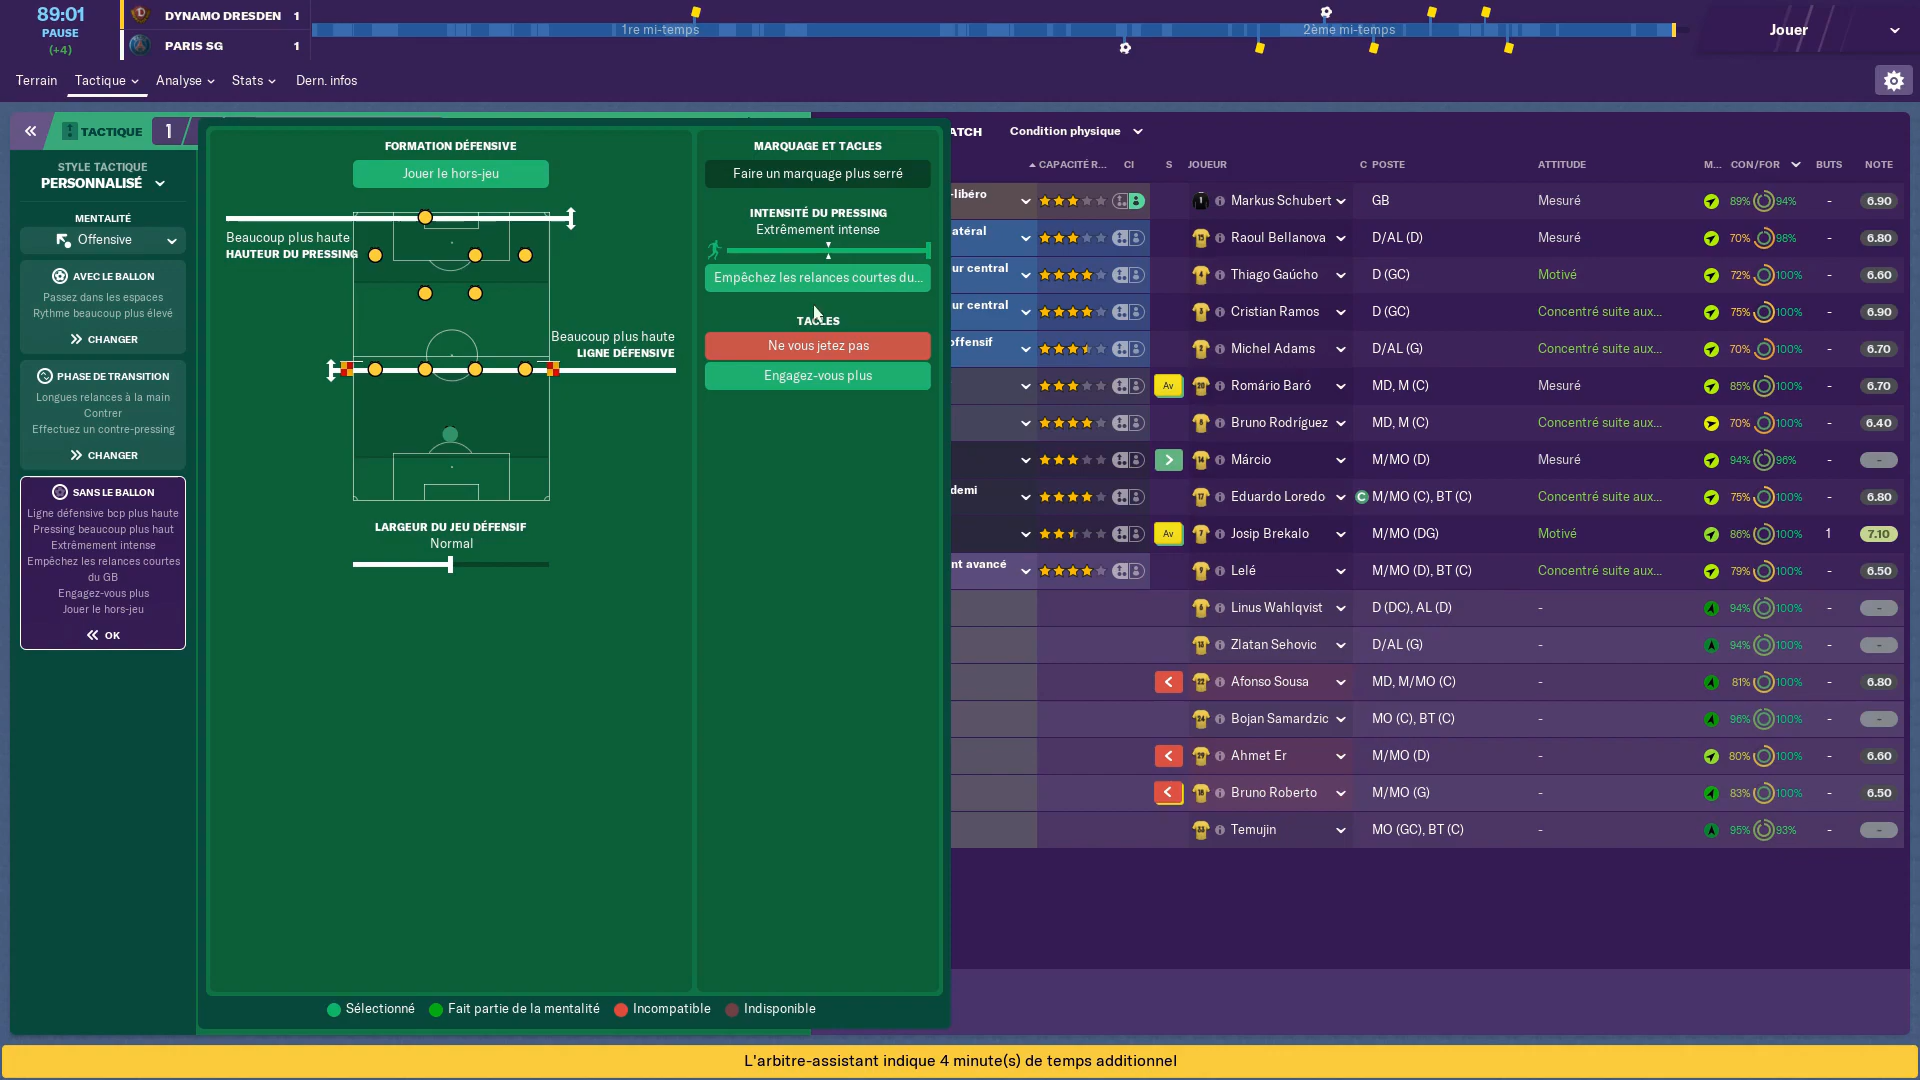 89:01
PAUSE
(+4)
DYNAMO DRESDEN 1
PARIS SG 1
1re mi-temps
2ème mi-temps
Jouer
Terrain Tactique Analyse Stats Dern. infos
TACTIQUE 1
STYLE TACTIQUE
PERSONNALISÉ
MENTALITÉ
Offensive
AVEC LE BALLON
Passez dans les espaces
Rythme beaucoup plus élevé
CHANGER
PHASE DE TRANSITION
Longues relances à la main
Contrer
Effectuez un contre-pressing
CHANGER
SANS LE BALLON
Ligne défensive bcp plus haute
Pressing beaucoup plus haut
Extrêmement intense
Empêchez les relances courtes
du GB
Engagez-vous plus
Jouer le hors-jeu
OK
FORMATION DÉFENSIVE
Jouer le hors-jeu
Beaucoup plus haute
HAUTEUR DU PRESSING
Beaucoup plus haute
LIGNE DÉFENSIVE
LARGEUR DU JEU DÉFENSIF
Normal
MARQUAGE ET TACLES
Faire un marquage plus serré
INTENSITÉ DU PRESSING
Extrêmement intense
Empêchez les relances courtes du...
TACLES
Ne vous jetez pas
Engagez-vous plus
Sélectionné Fait partie de la mentalité Incompatible Indisponible
ATCH Condition physique
CAPACITÉ R... CI S JOUEUR C POSTE ATTITUDE M... CON/FOR BUTS NOTE
-libéro Markus Schubert GB Mesuré 89% 94% - 6.90
atéral Raoul Bellanova D/AL (D) Mesuré 70% 98% - 6.80
ur central Thiago Gaúcho D (GC) Motivé 72% 100% - 6.60
ur central Cristian Ramos D (GC) Concentré suite aux... 75% 100% - 6.90
offensif Michel Adams D/AL (G) Concentré suite aux... 70% 100% - 6.70
Av Romário Baró MD, M (C) Mesuré 85% 100% - 6.70
Bruno Rodríguez MD, M (C) Concentré suite aux... 70% 100% - 6.40
Márcio M/MO (D) Mesuré 94% 96% - -
demi Eduardo Loredo C M/MO (C), BT (C) Concentré suite aux... 75% 100% - 6.80
Av Josip Brekalo M/MO (DG) Motivé 86% 100% 1 7.10
nt avancé Lelé M/MO (D), BT (C) Concentré suite aux... 79% 100% - 6.50
Linus Wahlqvist D (DC), AL (D) - 94% 100% - -
Zlatan Sehovic D/AL (G) - 94% 100% - -
Afonso Sousa MD, M/MO (C) - 81% 100% - 6.80
Bojan Samardzic MO (C), BT (C) - 96% 100% - -
Ahmet Er M/MO (D) - 80% 100% - 6.60
Bruno Roberto M/MO (G) - 83% 100% - 6.50
Temujin MO (GC), BT (C) - 95% 93% - -
L'arbitre-assistant indique 4 minute(s) de temps additionnel